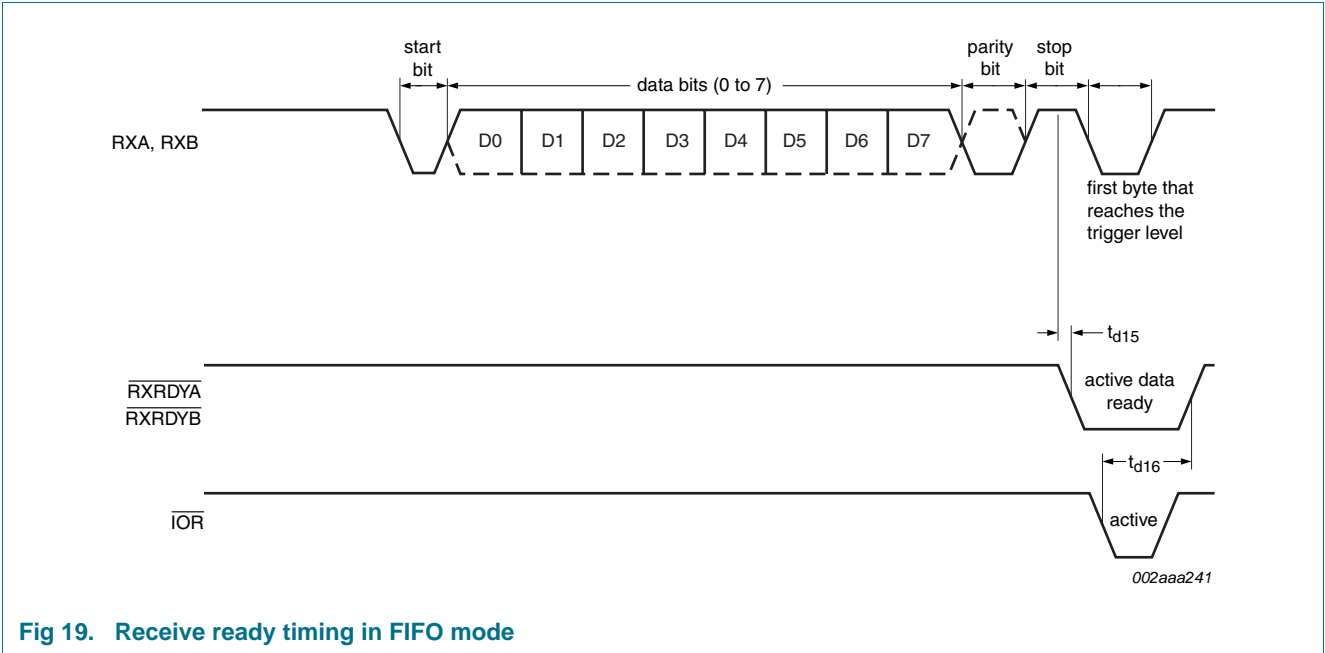 start
bit
data bits (0 to 7)
parity
bit
stop
bit
RXA, RXB
D0 D1 D2 D3 D4 D5 D6 D7
first byte that
reaches the
trigger level
td15
RXRDYA
RXRDYB
active data
ready
td16
IOR
active
002aaa241
Fig 19. Receive ready timing in FIFO mode